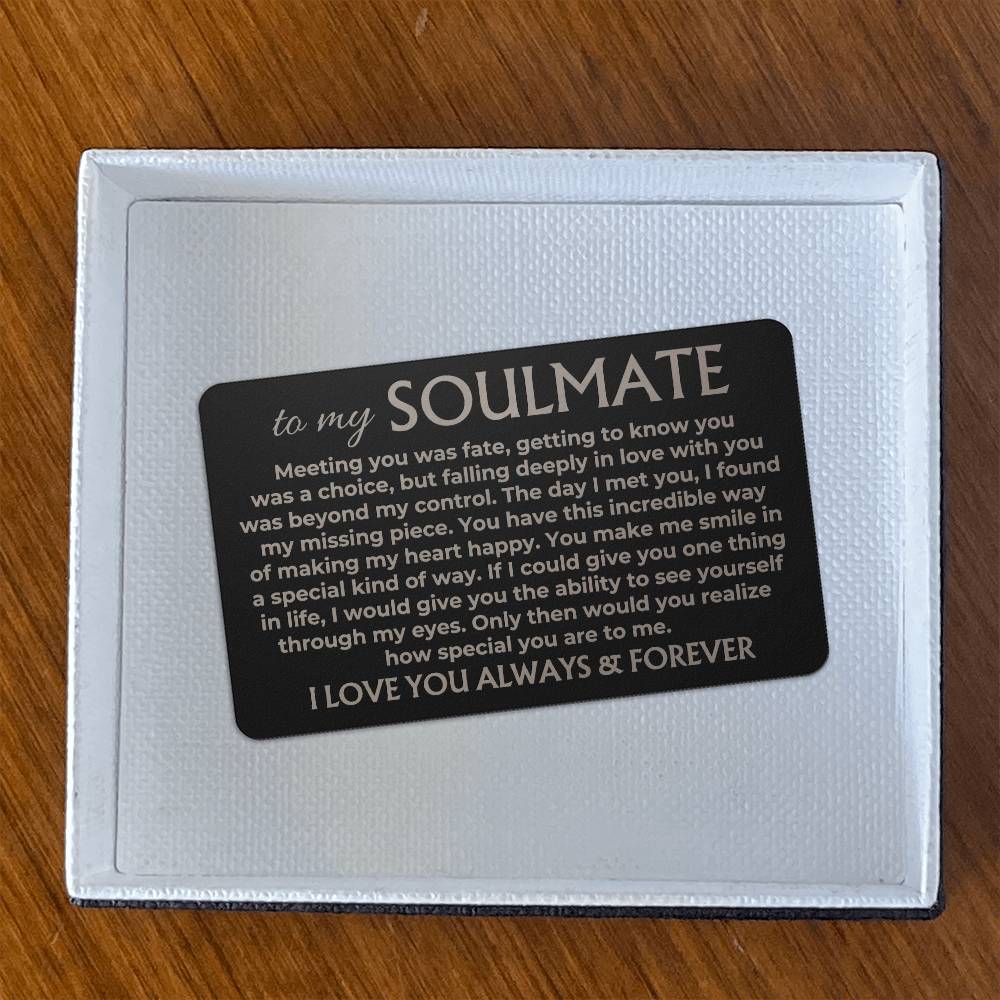 to my SOULMATE
Meeting you was fate, getting to know you
was a choice, but falling deeply in love with you
was beyond my control. The day I met you, I found
my missing piece. You have this incredible way
of making my heart happy. You make me smile in
a special kind of way. If I could give you one thing
in life, I would give you the ability to see yourself
through my eyes. Only then would you realize
how special you are to me.
I LOVE YOU ALWAYS & FOREVER